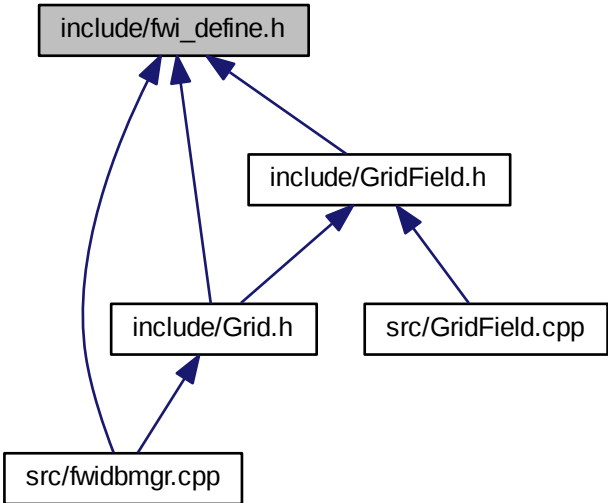 include/fwi_define.h
include/GridField.h
include/Grid.h
src/GridField.cpp
src/fwidbmgr.cpp